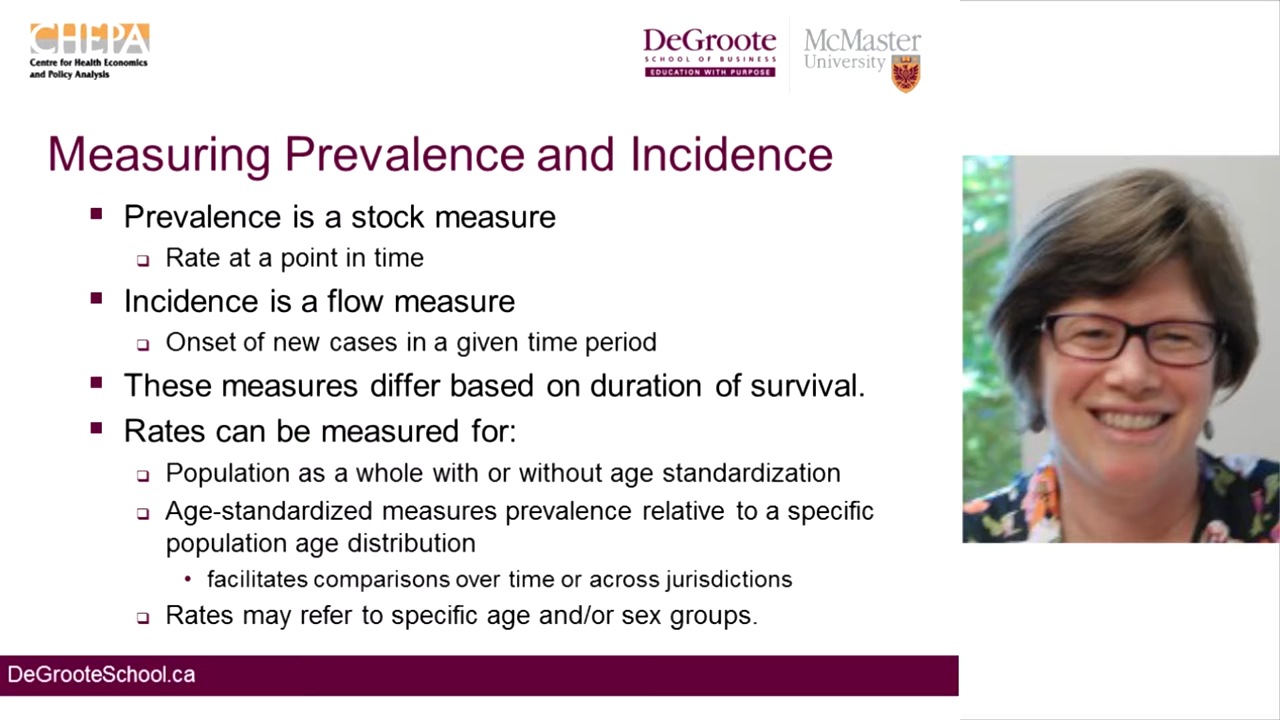 CHEPA
Centre for Health Economics
and Policy Analysis
DeGroote
SCHOOL OF BUSINESS
EDUCATION WITH PURPOSE
McMaster
University
Measuring Prevalence and Incidence
Prevalence is a stock measure
Rate at a point in time
Incidence is a flow measure
Onset of new cases in a given time period
These measures differ based on duration of survival.
Rates can be measured for:
Population as a whole with or without age standardization
Age-standardized measures prevalence relative to a specific
population age distribution
facilitates comparisons over time or across jurisdictions
Rates may refer to specific age and/or sex groups.
DeGrooteSchool.ca